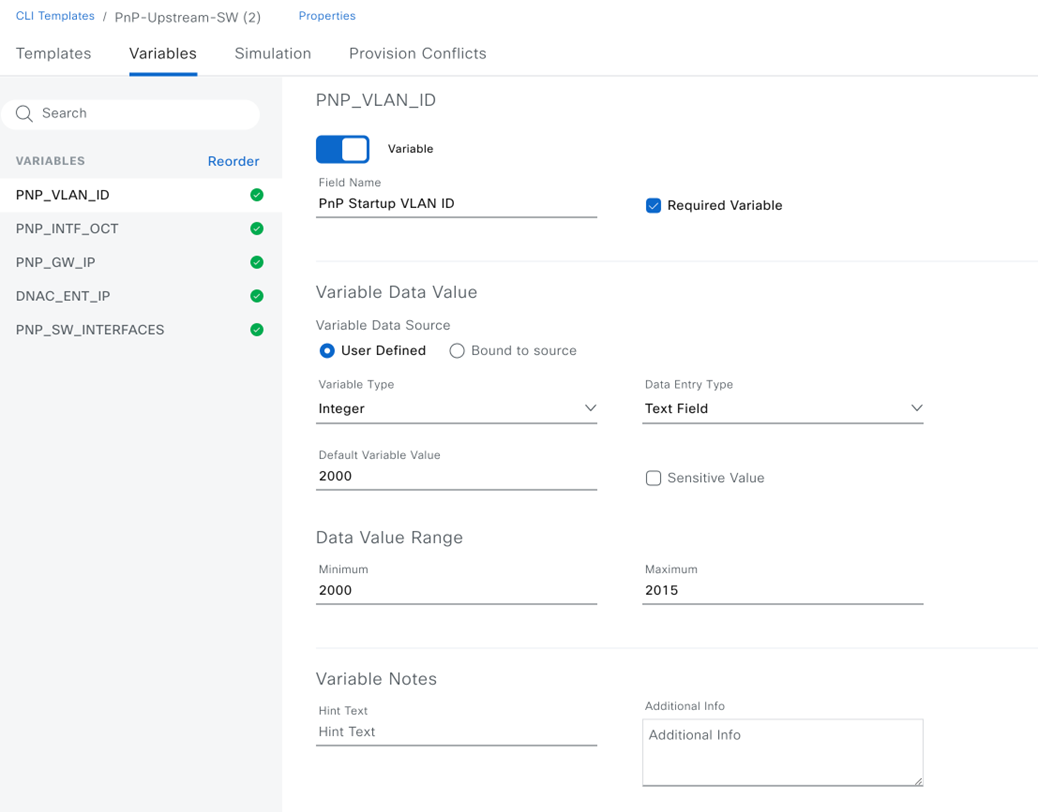 CLI Templates / PnP-Upstream-SW (2) Properties
Templates Variables Simulation Provision Conflicts
Search
VARIABLES Reorder
PNP_VLAN_ID
PNP_INTF_OCT
PNP_GW_IP
DNAC_ENT_IP
PNP_SW_INTERFACES
PNP_VLAN_ID
Variable
Field Name
PnP Startup VLAN ID
Required Variable
Variable Data Value
Variable Data Source
User Defined Bound to source
Variable Type Data Entry Type
Integer Text Field
Default Variable Value
2000
Sensitive Value
Data Value Range
Minimum Maximum
2000 2015
Variable Notes
Hint Text Additional Info
Hint Text Additional Info